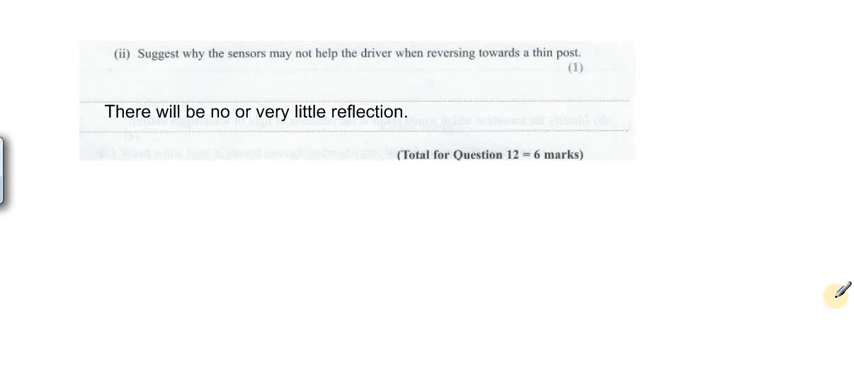 (ii) Suggest why the sensors may not help the driver when reversing towards a thin post.
(1)
There will be no or very little reflection.
(Total for Question 12 = 6 marks)